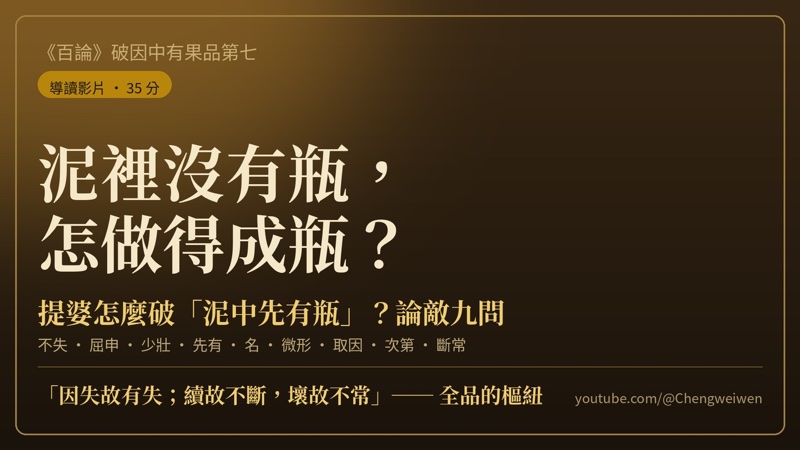 《百論》破因中有果品第七
導讀影片 · 35 分
泥裡沒有瓶，
怎做得成瓶？
提婆怎麼破「泥中先有瓶」？論敵九問
不失 · 屈申 · 少壯 · 先有 · 名 · 微形 · 取因 · 次第 · 斷常
「因失故有失；續故不斷，壞故不常」—— 全品的樞紐
youtube.com/@Chengweiwen